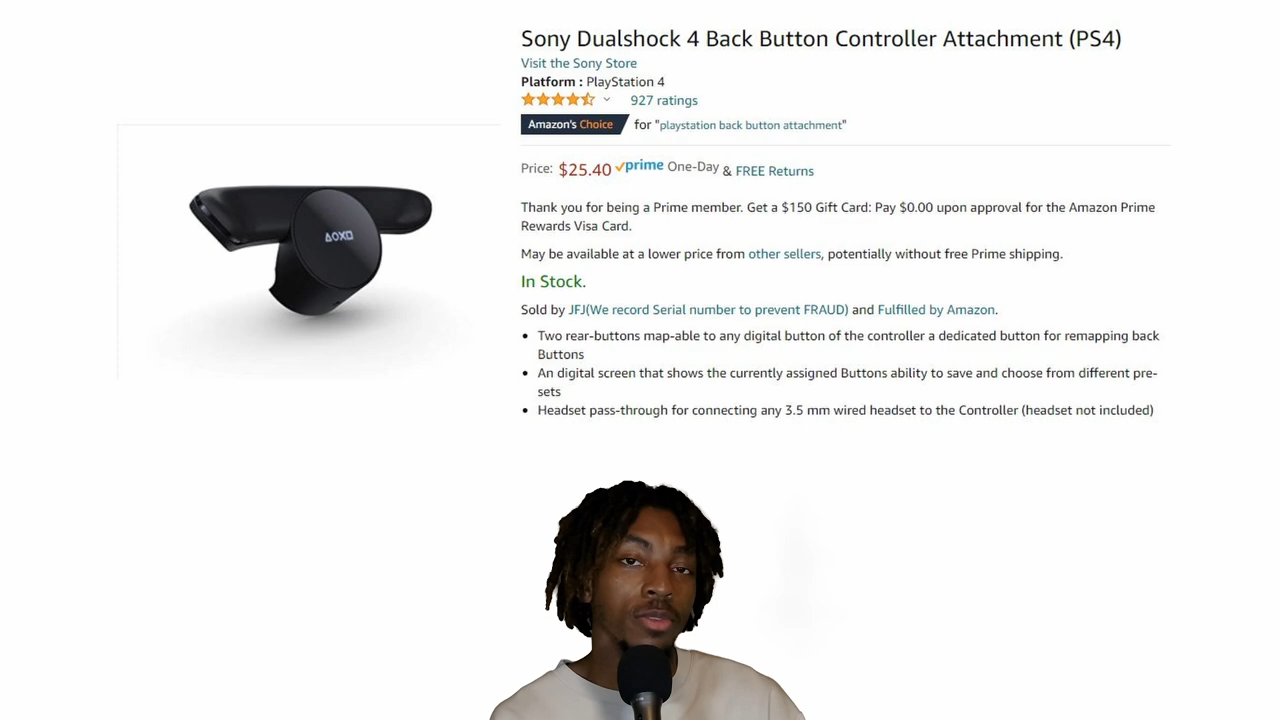 Sony Dualshock 4 Back Button Controller Attachment (PS4)
Visit the Sony Store
Platform : PlayStation 4
927 ratings
Amazon's Choice for "playstation back button attachment"
Price: $25.40 prime One-Day & FREE Returns
Thank you for being a Prime member. Get a $150 Gift Card: Pay $0.00 upon approval for the Amazon Prime
Rewards Visa Card.
May be available at a lower price from other sellers, potentially without free Prime shipping.
In Stock.
Sold by JFJ(We record Serial number to prevent FRAUD) and Fulfilled by Amazon.
• Two rear-buttons map-able to any digital button of the controller a dedicated button for remapping back
Buttons
• An digital screen that shows the currently assigned Buttons ability to save and choose from different pre-
sets
• Headset pass-through for connecting any 3.5 mm wired headset to the Controller (headset not included)